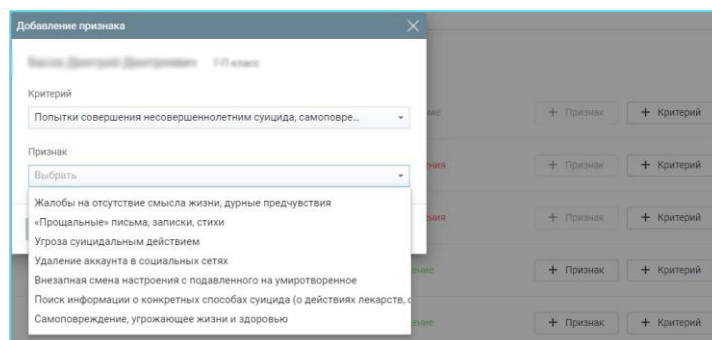 Добавление признака
Критерий
Попытки совершения несовершеннолетним суицида, самоповре...
Признак
Выбрать
Жалобы на отсутствие смысла жизни, дурные предчувствия
«Прощальные» письма, записки, стихи
Угроза суицидальным действием
Удаление аккаунта в социальных сетях
Внезапная смена настроения с подавленного на умиротворенное
Поиск информации о конкретных способах суицида (о действиях лекарств,
Самоповреждение, угрожающее жизни и здоровью
+ Признак + Критерий
+ Признак + Критерий
+ Признак + Критерий
+ Признак + Критерий
+ Признак + Критерий